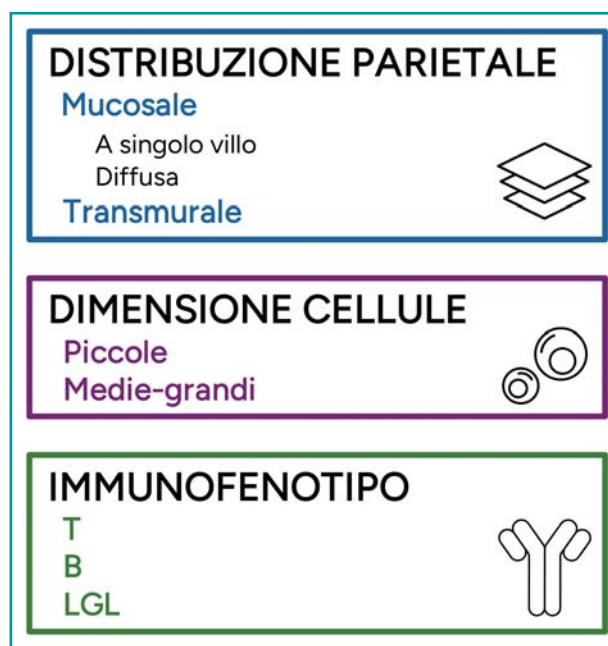 DISTRIBUZIONE PARIETALE
Mucosale
A singolo villo
Diffusa
Transmurale
DIMENSIONE CELLULE
Piccole
Medie-grandi
IMMUNOFENOTIPO
T
B
LGL